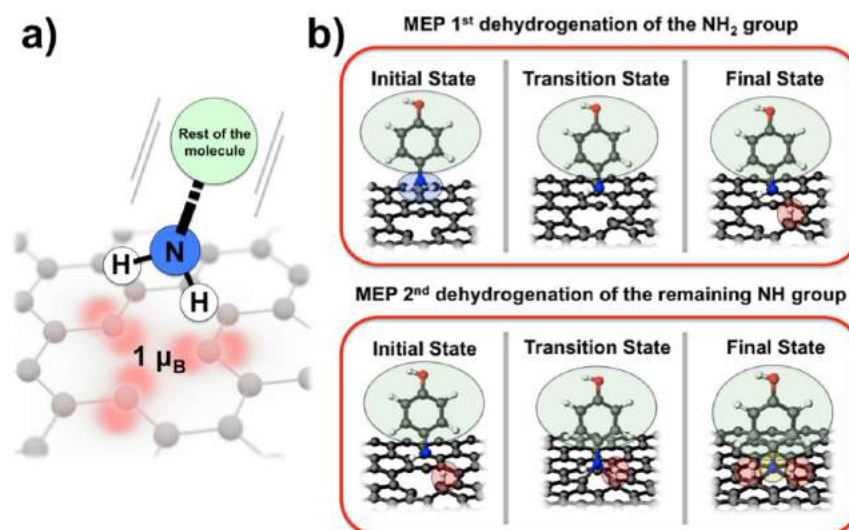 a)
Rest of the
molecule
N
H
H
1 μB
b)
MEP 1st dehydrogenation of the NH2 group
Initial State
Transition State
Final State
MEP 2nd dehydrogenation of the remaining NH group
Initial State
Transition State
Final State